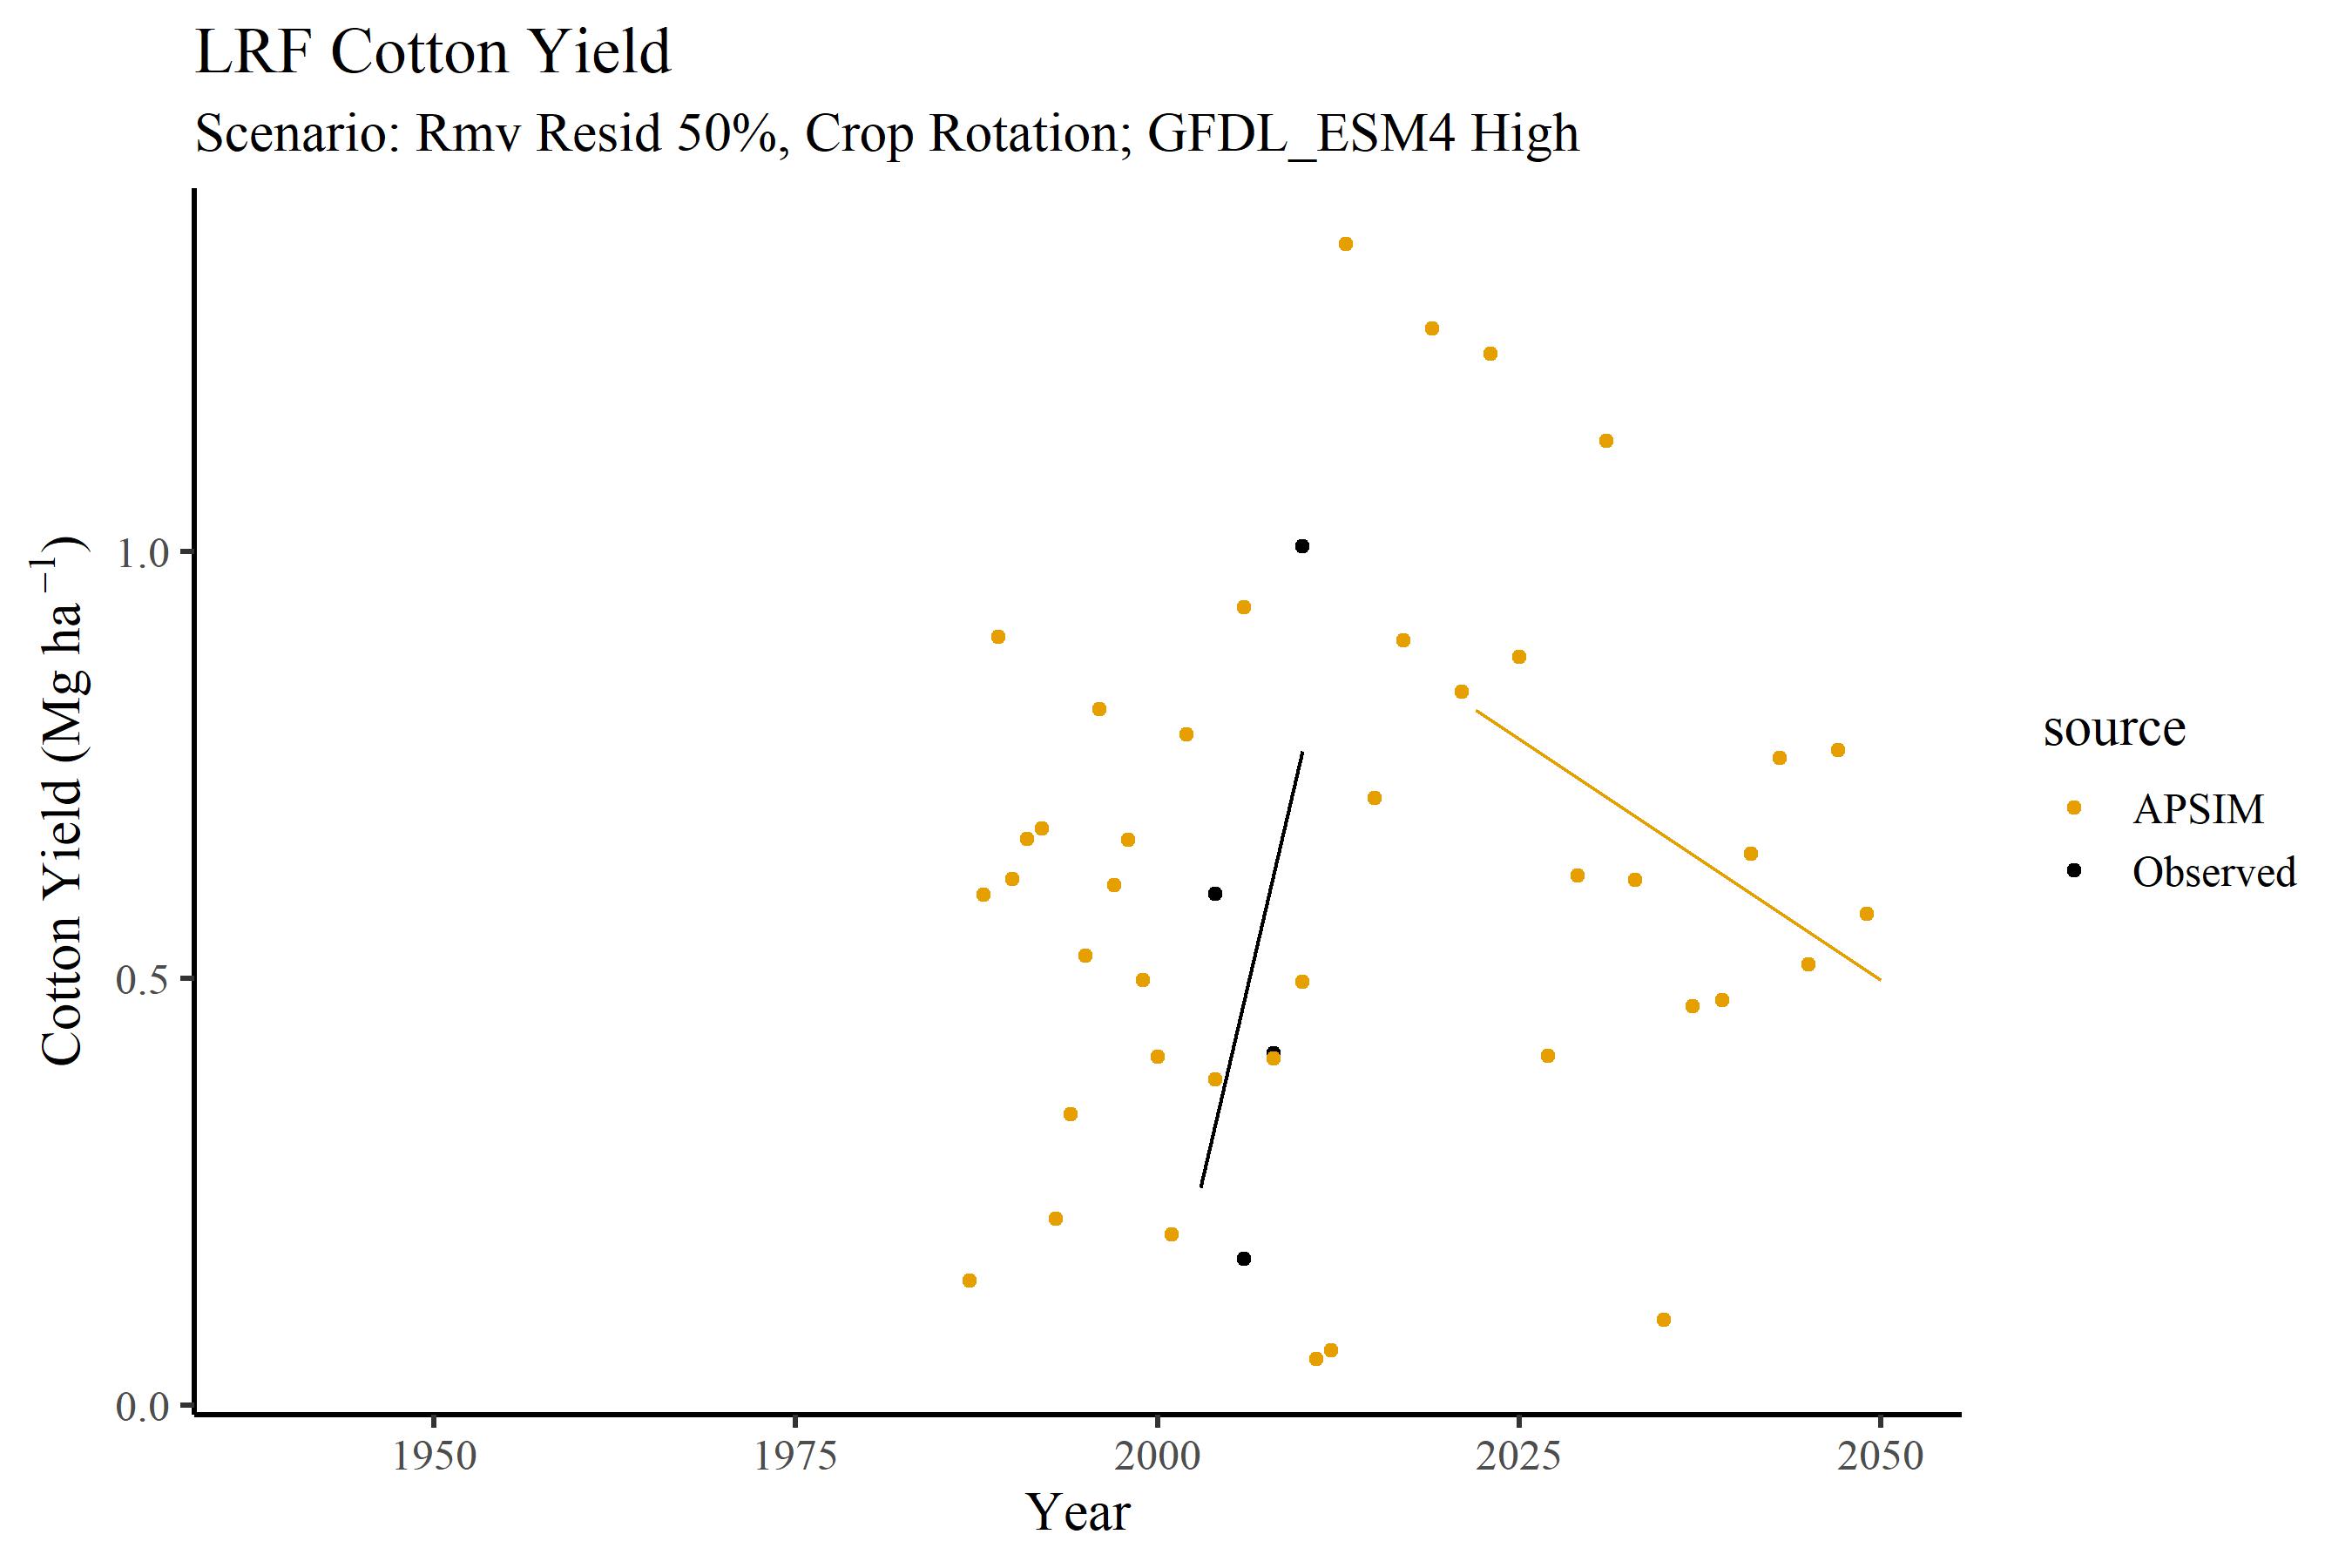 LRF Cotton Yield
Scenario: Rmv Resid 50%, Crop Rotation; GFDL_ESM4 High
Cotton Yield (Mg ha⁻¹)
1.0
0.5
0.0
1950 1975 2000 2025 2050
Year
source
APSIM
Observed